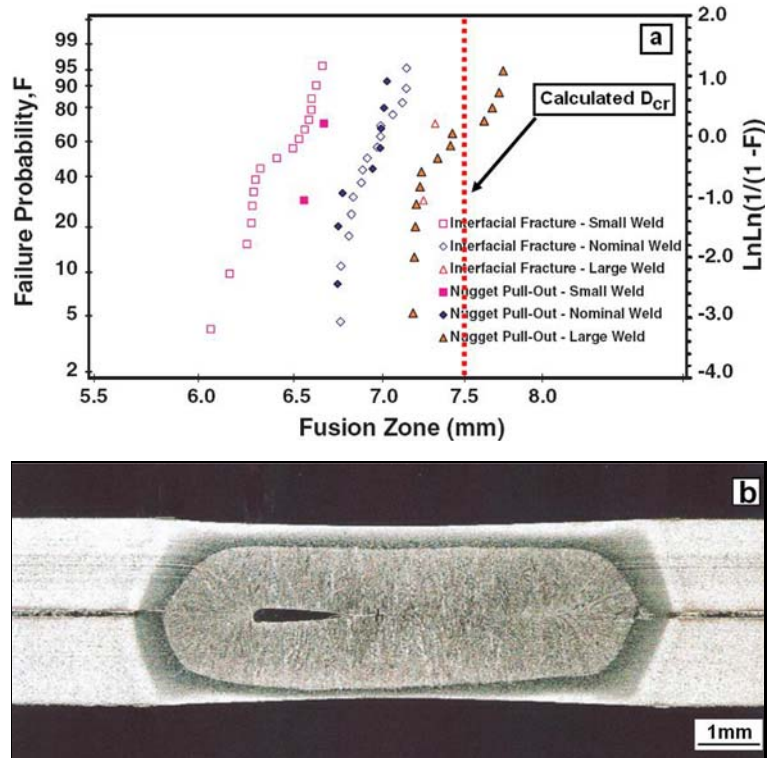 a
2.0
99
95
90
80
60
40
20
10
5
2
1.0
0.0
-1.0
-2.0
-3.0
-4.0
Failure Probability,F
LnLn(1/(1 -F))
Calculated Dcr
Interfacial Fracture - Small Weld
Interfacial Fracture - Nominal Weld
Interfacial Fracture - Large Weld
Nugget Pull-Out - Small Weld
Nugget Pull-Out - Nominal Weld
Nugget Pull-Out - Large Weld
5.5 6.0 6.5 7.0 7.5 8.0
Fusion Zone (mm)
b
1mm